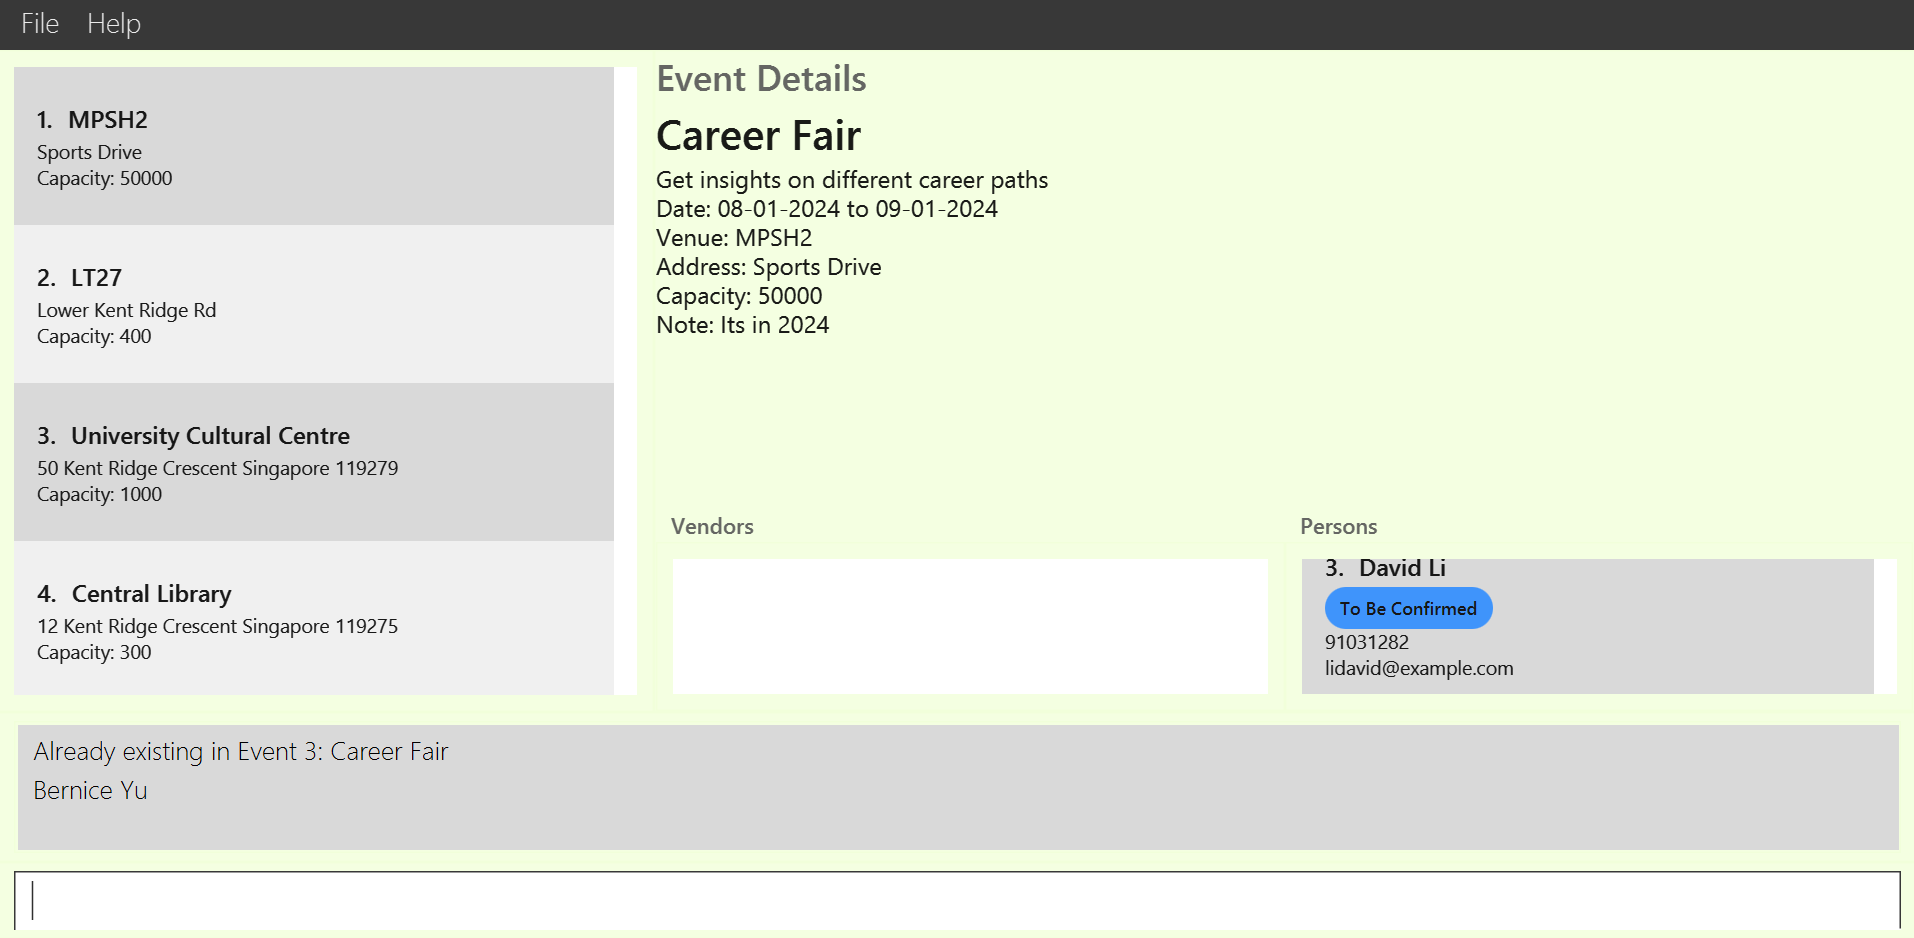 File Help
1. MPSH2
Sports Drive
Capacity: 50000
2. LT27
Lower Kent Ridge Rd
Capacity: 400
3. University Cultural Centre
50 Kent Ridge Crescent Singapore 119279
Capacity: 1000
4. Central Library
12 Kent Ridge Crescent Singapore 119275
Capacity: 300
Event Details
Career Fair
Get insights on different career paths
Date: 08-01-2024 to 09-01-2024
Venue: MPSH2
Address: Sports Drive
Capacity: 50000
Note: Its in 2024
Vendors
Persons
3. David Li
To Be Confirmed
91031282
lidavid@example.com
Already existing in Event 3: Career Fair
Bernice Yu